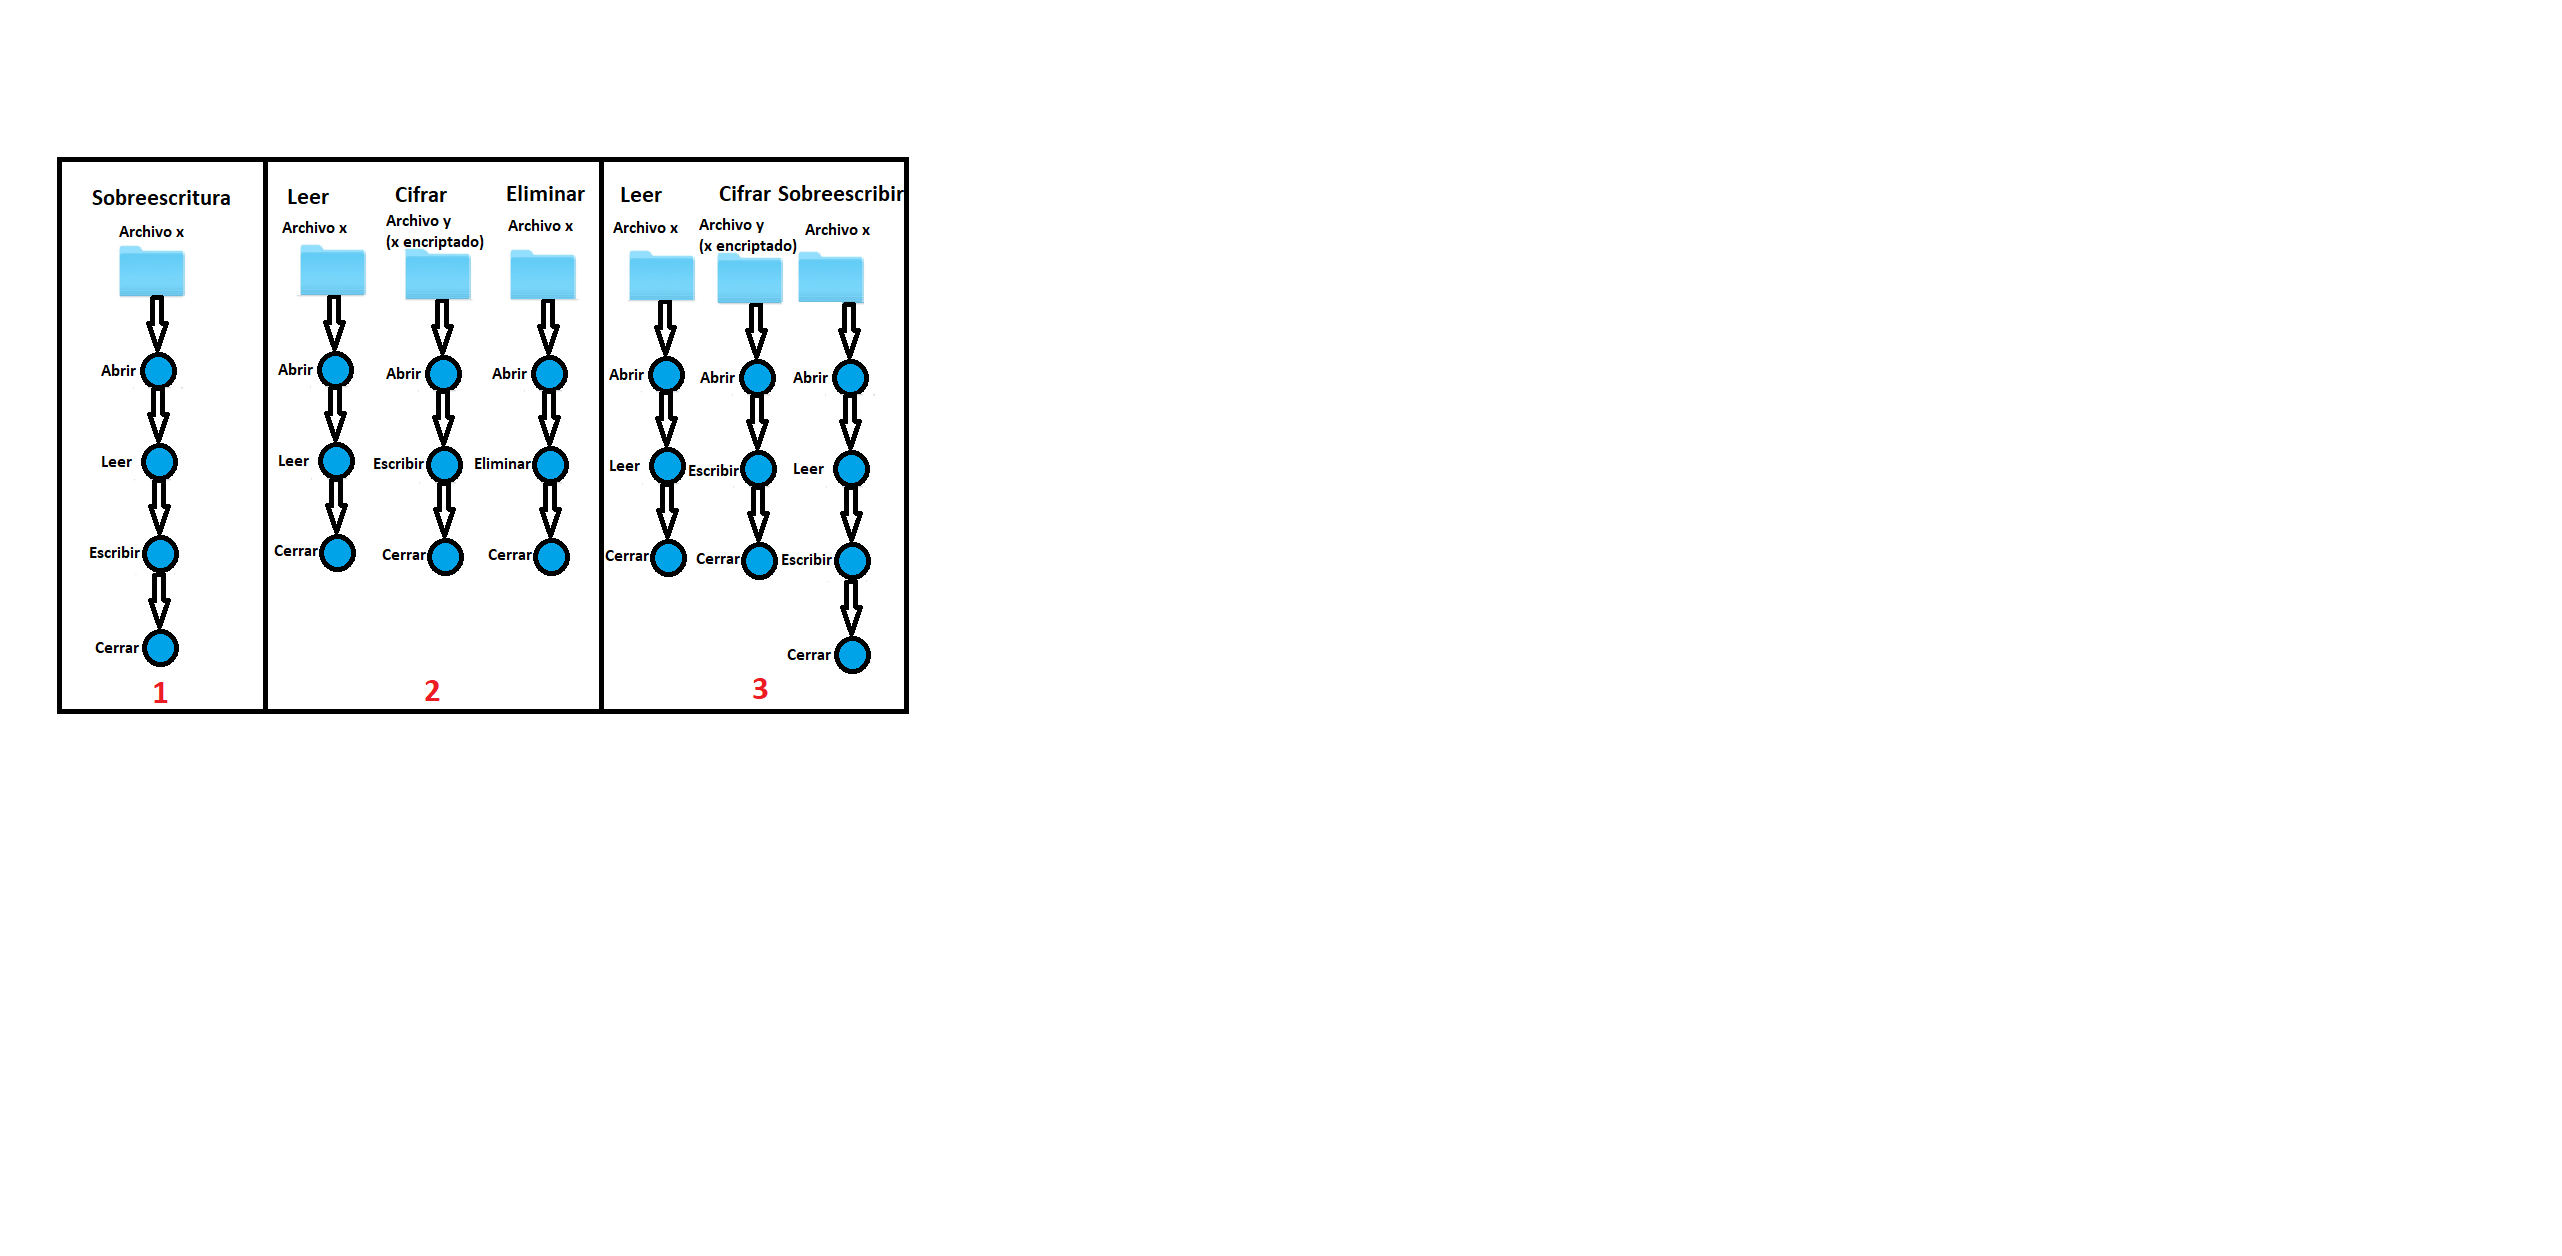 Sobreescritura
Archivo x
Abrir
Leer
Escribir
Cerrar
1
Leer
Archivo x
Abrir
Leer
Cerrar
Cifrar
Archivo y
(x encriptado)
Abrir
Escribir
Cerrar
Eliminar
Archivo x
Abrir
Eliminar
Cerrar
2
Leer
Archivo x
Abrir
Leer
Cerrar
Cifrar
Archivo y
(x encriptado)
Abrir
Escribir
Cerrar
Sobreescribir
Archivo x
Abrir
Leer
Escribir
Cerrar
3